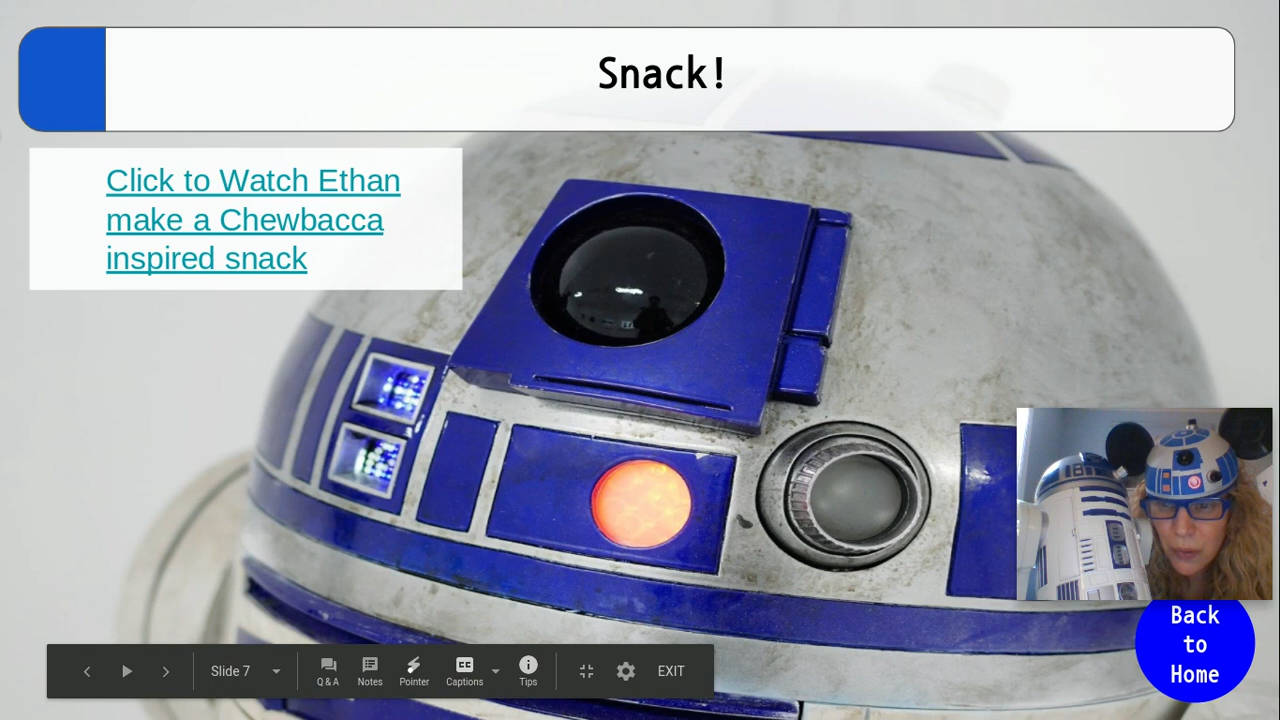 Snack!
Click to Watch Ethan
make a Chewbacca
inspired snack
Back
to
Home
Slide 7
Q & A
Notes
Pointer
Captions
Tips
EXIT